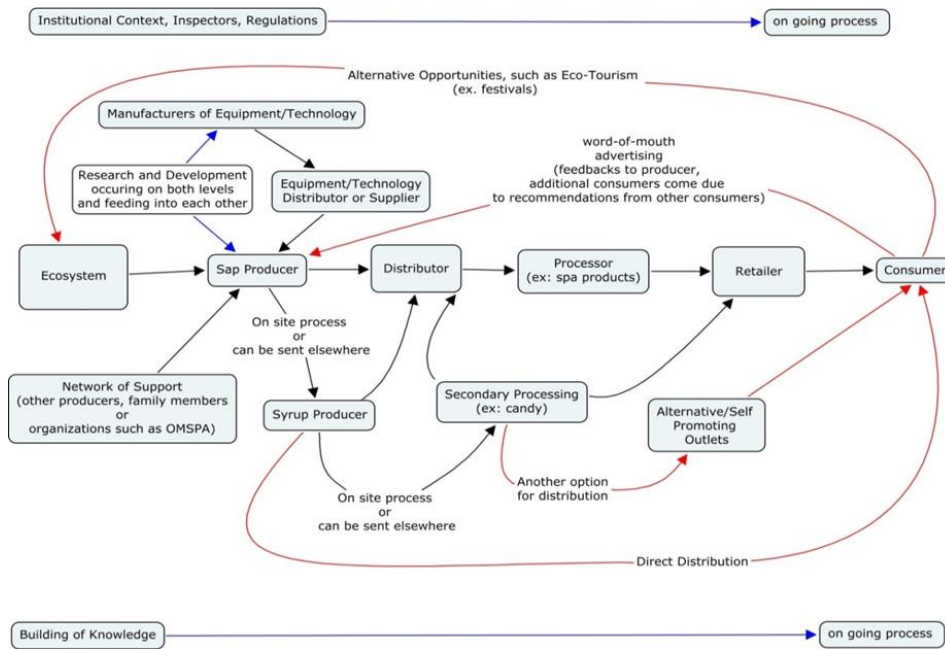 Institutional Context, Inspectors, Regulations
on going process
Alternative Opportunities, such as Eco-Tourism
(ex. festivals)
Manufacturers of Equipment/Technology
word-of-mouth
advertising
(feedbacks to producer,
additional consumers come due
to recommendations from other consumers)
Research and Development
occuring on both levels
and feeding into each other
Equipment/Technology
Distributor or Supplier
Ecosystem
Sap Producer
Distributor
Processor
(ex: spa products)
Retailer
Consumer
On site process
or
can be sent elsewhere
Network of Support
(other producers, family members
or
organizations such as OMSPA)
Syrup Producer
Secondary Processing
(ex: candy)
Alternative/Self
Promoting
Outlets
On site process
or
can be sent elsewhere
Another option
for distribution
Direct Distribution
Building of Knowledge
on going process